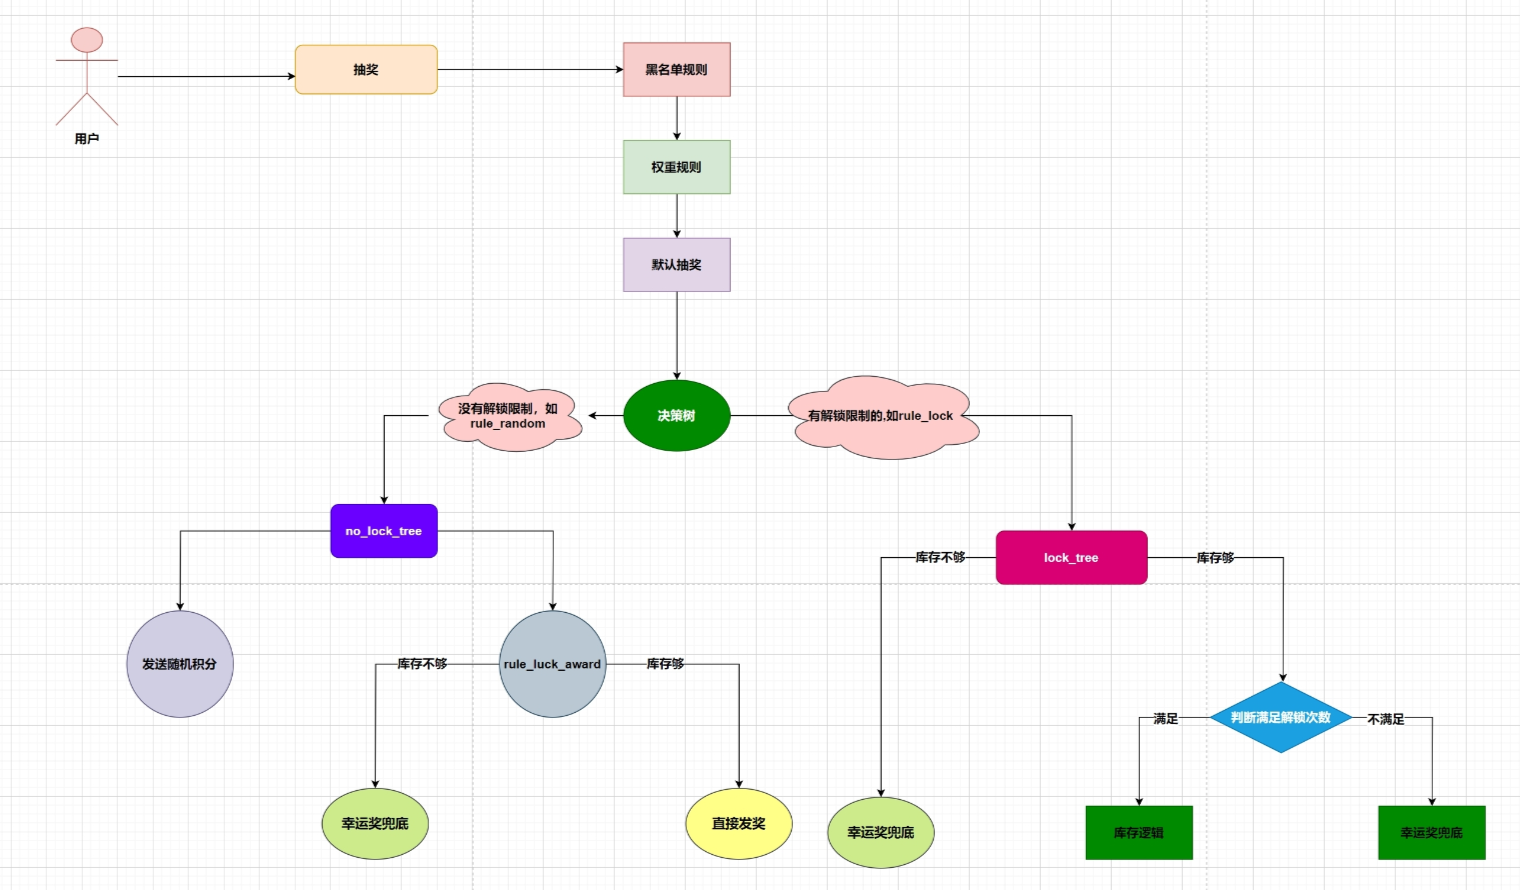 用户
抽奖
黑名单规则
权重规则
默认抽奖
没有解锁限制，如
rule_random
决策树
有解锁限制的,如rule_lock
no_lock_tree
lock_tree
库存不够
库存够
发送随机积分
rule_luck_award
库存不够
库存够
判断满足解锁次数
满足
不满足
幸运奖兜底
直接发奖
幸运奖兜底
库存逻辑
幸运奖兜底